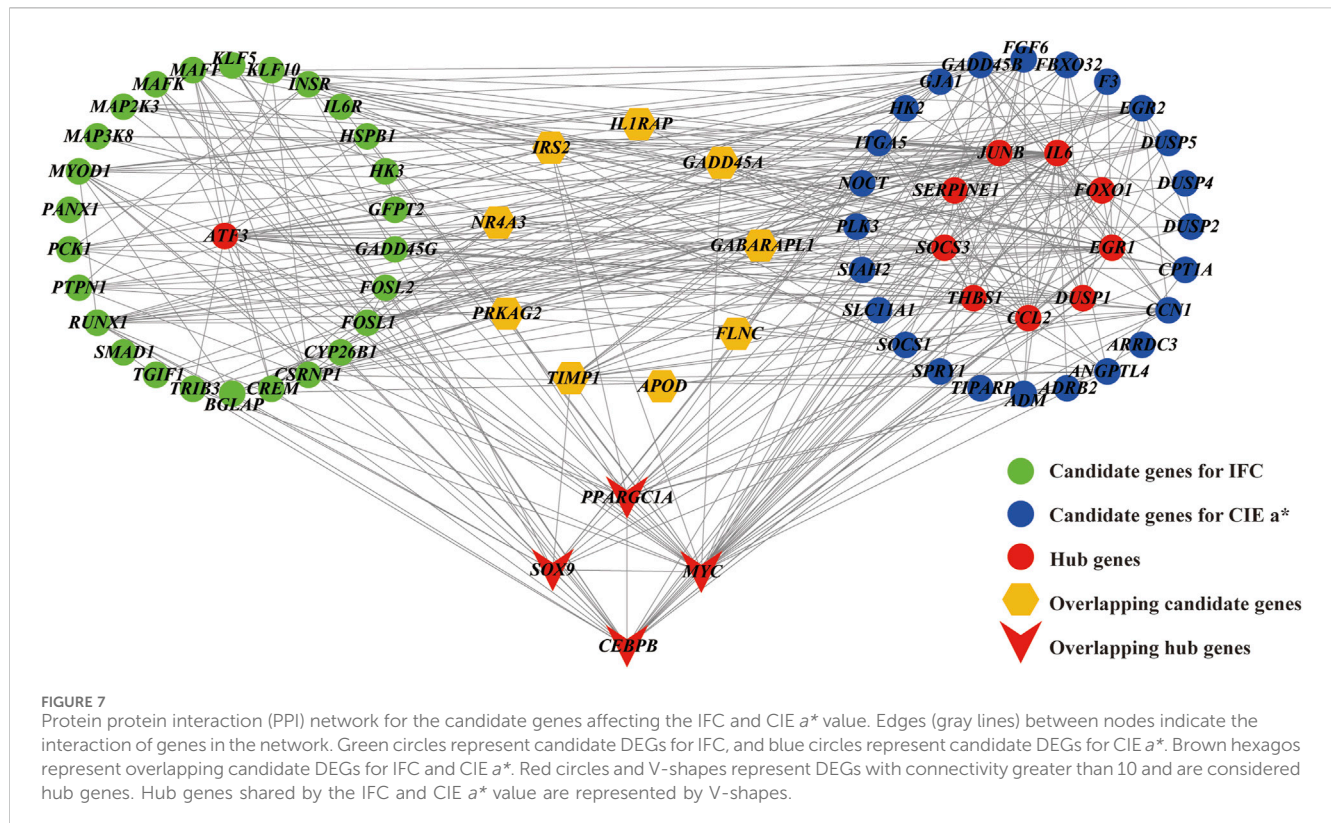 KLF5
MAFF
KLF10
MAFK
INSR
MAP2K3
IL6R
MAP3K8
HSPB1
MYOD1
HK3
PANX1
GFPT2
ATF3
PCK1
GADD45G
PTPN1
FOSL2
RUNX1
FOSL1
SMAD1
CYP26B1
TGIF1
CSRNP1
TRIB3
CREM
BGLAP
IL1RAP
IRS2
GADD45A
NR4A3
GABARAPL1
PRKAG2
FLNC
TIMP1
APOD
FGF6
GADD45B
FBXO32
GJA1
F3
HK2
EGR2
ITGA5
JUNB
IL6
DUSP5
NOCT
SERPINE1
FOXO1
DUSP4
PLK3
DUSP2
SOCS3
EGR1
SIAH2
CPT1A
THBS1
DUSP1
SLC11A1
CCL2
CCN1
SOCS1
ARRDC3
SPRY1
ANGPTL4
TIPARP
ADRB2
ADM
PPARGC1A
SOX9
MYC
CEBPB
Candidate genes for IFC
Candidate genes for CIE a*
Hub genes
Overlapping candidate genes
Overlapping hub genes
FIGURE 7
Protein protein interaction (PPI) network for the candidate genes affecting the IFC and CIE a* value. Edges (gray lines) between nodes indicate the
interaction of genes in the network. Green circles represent candidate DEGs for IFC, and blue circles represent candidate DEGs for CIE a*. Brown hexagos
represent overlapping candidate DEGs for IFC and CIE a*. Red circles and V-shapes represent DEGs with connectivity greater than 10 and are considered
hub genes. Hub genes shared by the IFC and CIE a* value are represented by V-shapes.